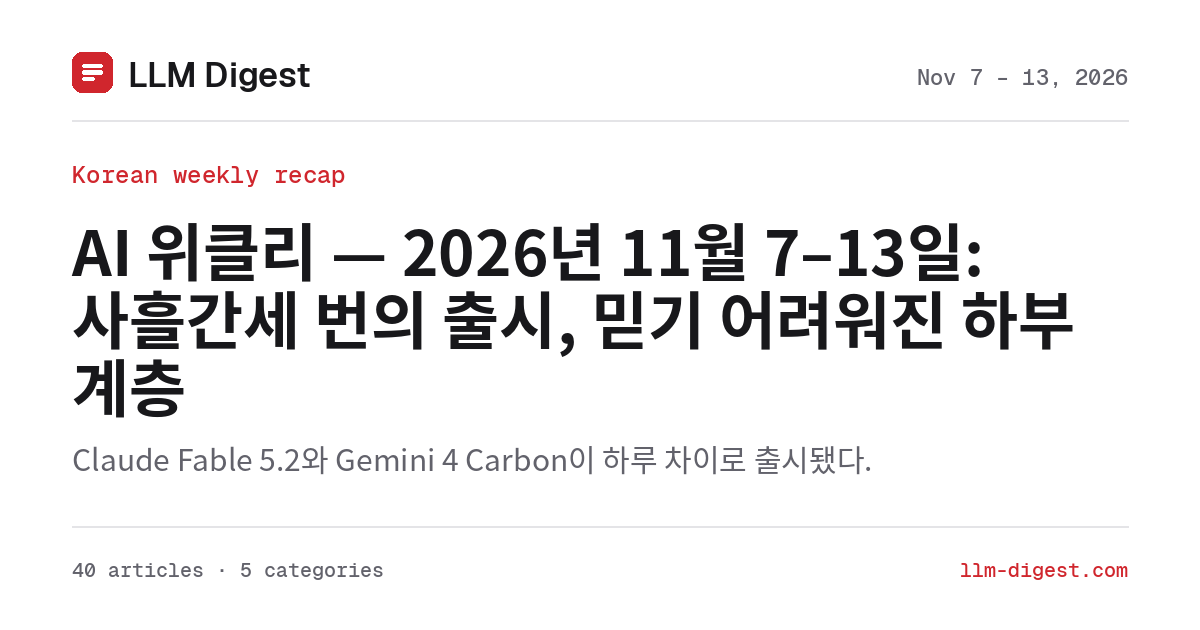 LLM Digest
Nov 7 – 13, 2026
Korean weekly recap
AI 위클리 — 2026년 11월 7–13일:
사흘간세 번의 출시, 믿기 어려워진 하부
계층
Claude Fable 5.2와 Gemini 4 Carbon이 하루 차이로 출시됐다.
40 articles · 5 categories
llm-digest.com